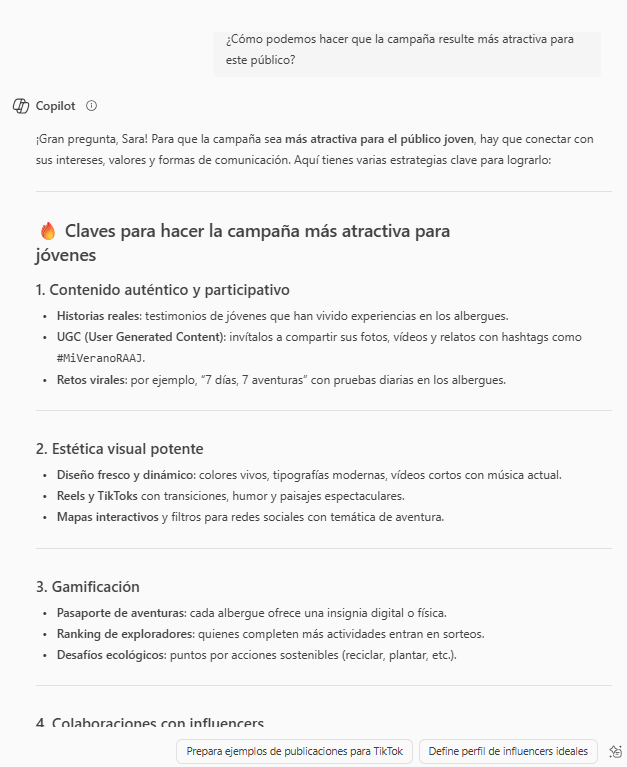 ¿Cómo podemos hacer que la campaña resulte más atractiva para
este público?
Copilot
¡Gran pregunta, Sara! Para que la campaña sea más atractiva para el público joven, hay que conectar con
sus intereses, valores y formas de comunicación. Aquí tienes varias estrategias clave para lograrlo:
🔥 Claves para hacer la campaña más atractiva para
jóvenes
1. Contenido auténtico y participativo
• Historias reales: testimonios de jóvenes que han vivido experiencias en los albergues.
• UGC (User Generated Content): invítalos a compartir sus fotos, vídeos y relatos con hashtags como
#MiVeranoRAAJ.
• Retos virales: por ejemplo, “7 días, 7 aventuras” con pruebas diarias en los albergues.
2. Estética visual potente
• Diseño fresco y dinámico: colores vivos, tipografías modernas, vídeos cortos con música actual.
• Reels y TikToks con transiciones, humor y paisajes espectaculares.
• Mapas interactivos y filtros para redes sociales con temática de aventura.
3. Gamificación
• Pasaporte de aventuras: cada albergue ofrece una insignia digital o física.
• Ranking de exploradores: quienes completen más actividades entran en sorteos.
• Desafíos ecológicos: puntos por acciones sostenibles (reciclar, plantar, etc.).
4. Colaboraciones con influencers
Prepara ejemplos de publicaciones para TikTok
Define perfil de influencers ideales